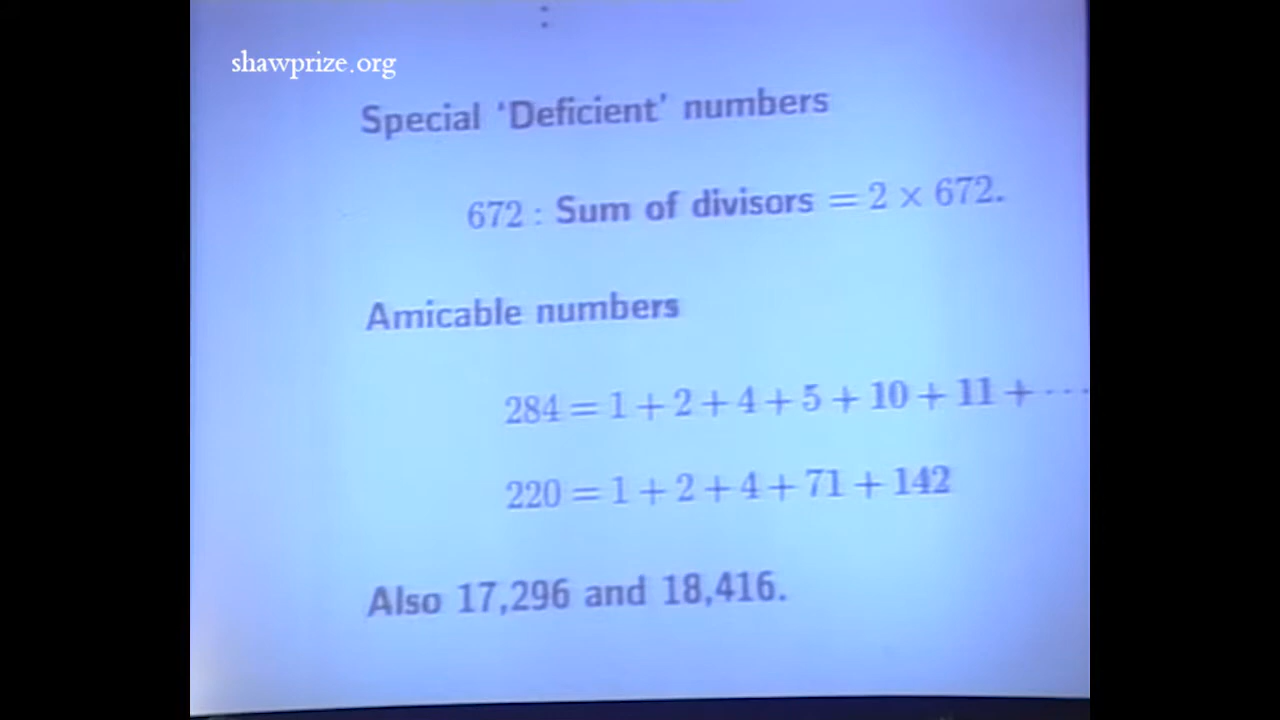 shawprize.org
Special ‘Deficient’ numbers
672 : Sum of divisors = 2 × 672.
Amicable numbers
284 = 1 + 2 + 4 + 5 + 10 + 11 + ···
220 = 1 + 2 + 4 + 71 + 142
Also 17,296 and 18,416.